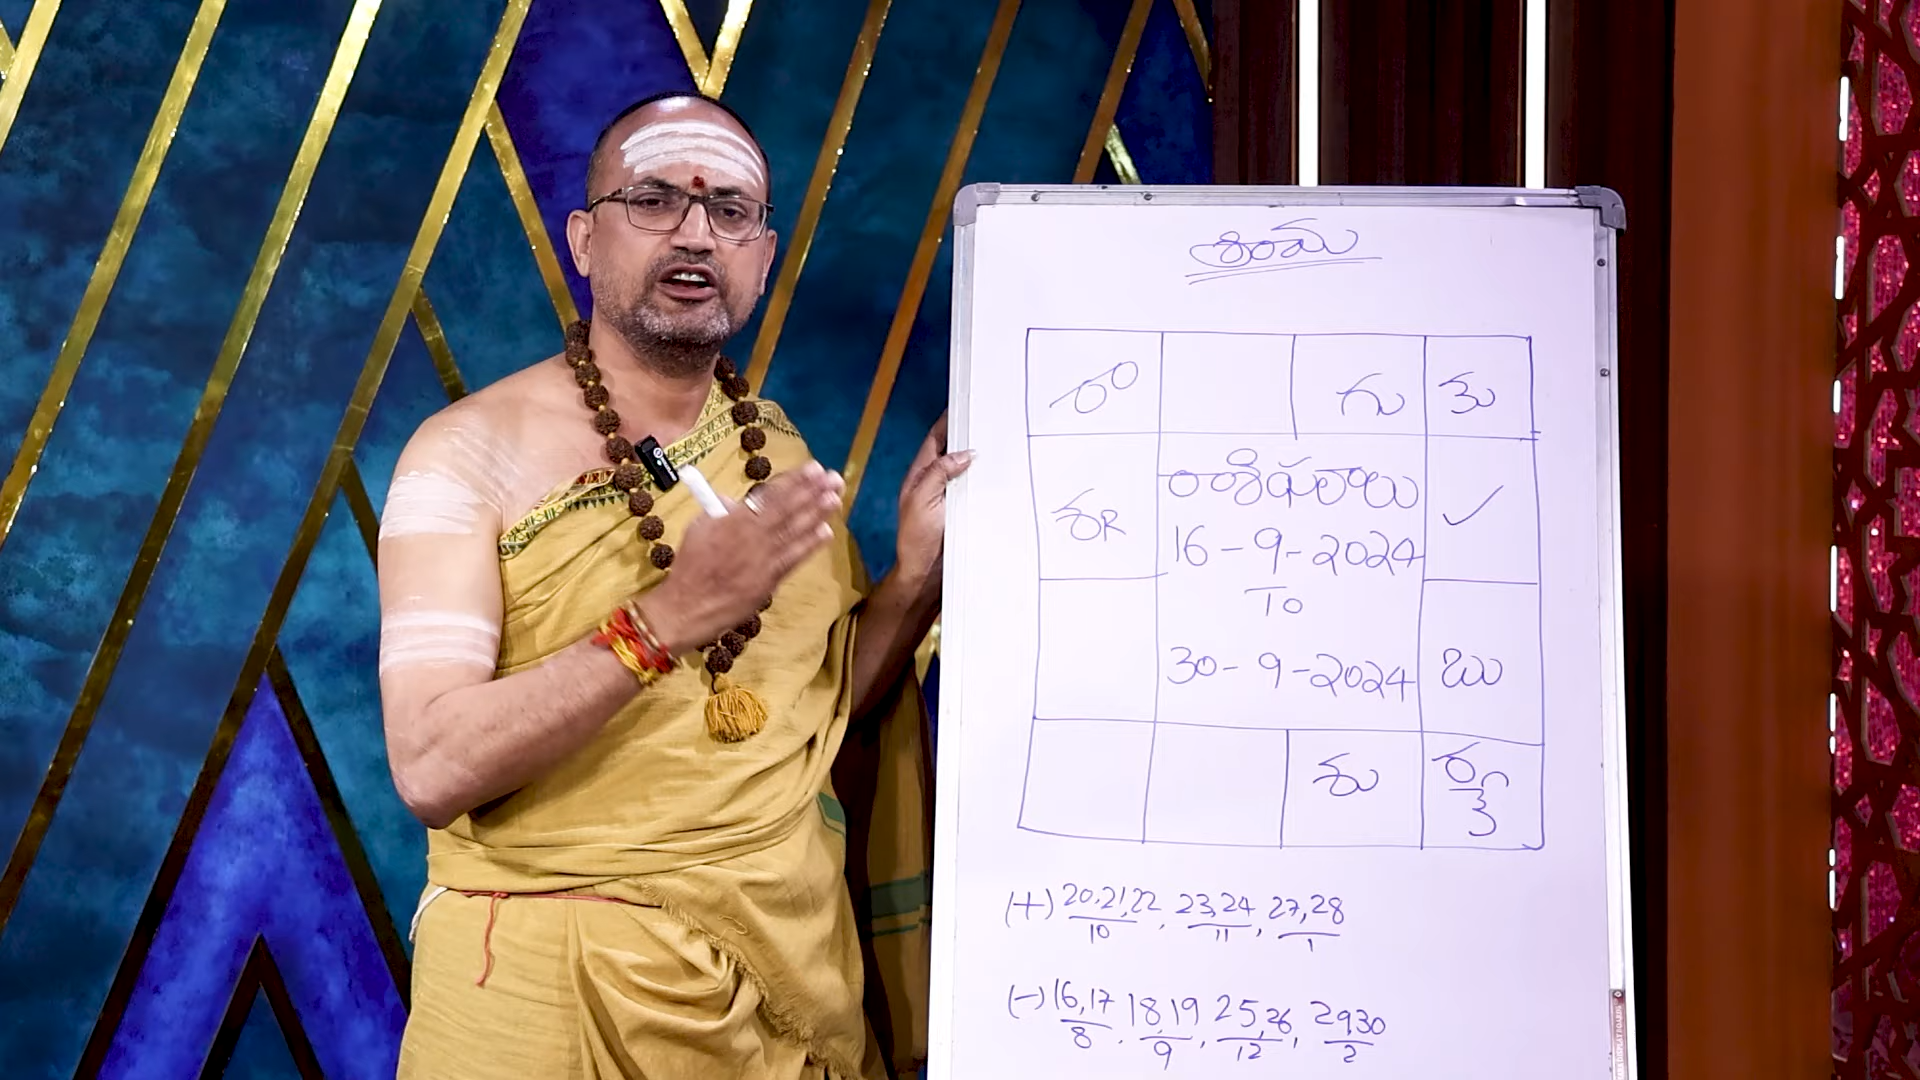 శ్రీరామ
రా గు కు
రాశిఫలాలు
శR ✓
16-9-2024
To
30-9-2024 బు
శు ర/కే
(+) 20,21,22/10, 23,24/11, 27,28/1
(-) 16,17/8, 18,19/9, 25,26/12, 29,30/2